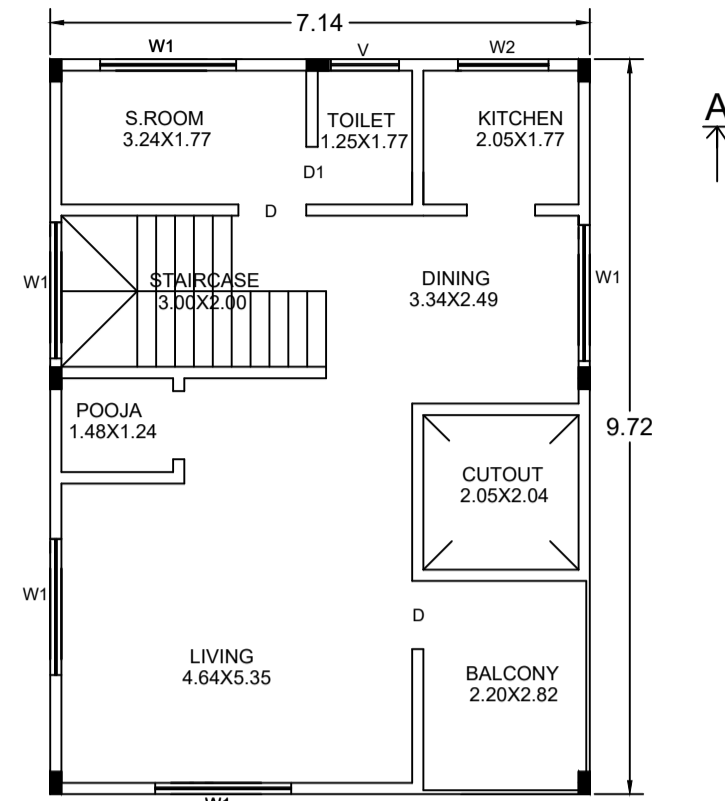 7.14
W1
V
W2
A
S.ROOM
3.24X1.77
TOILET
1.25X1.77
KITCHEN
2.05X1.77
D1
D
W1
STAIRCASE
3.00X2.00
DINING
3.34X2.49
W1
POOJA
1.48X1.24
9.72
CUTOUT
2.05X2.04
W1
D
LIVING
4.64X5.35
BALCONY
2.20X2.82
W1